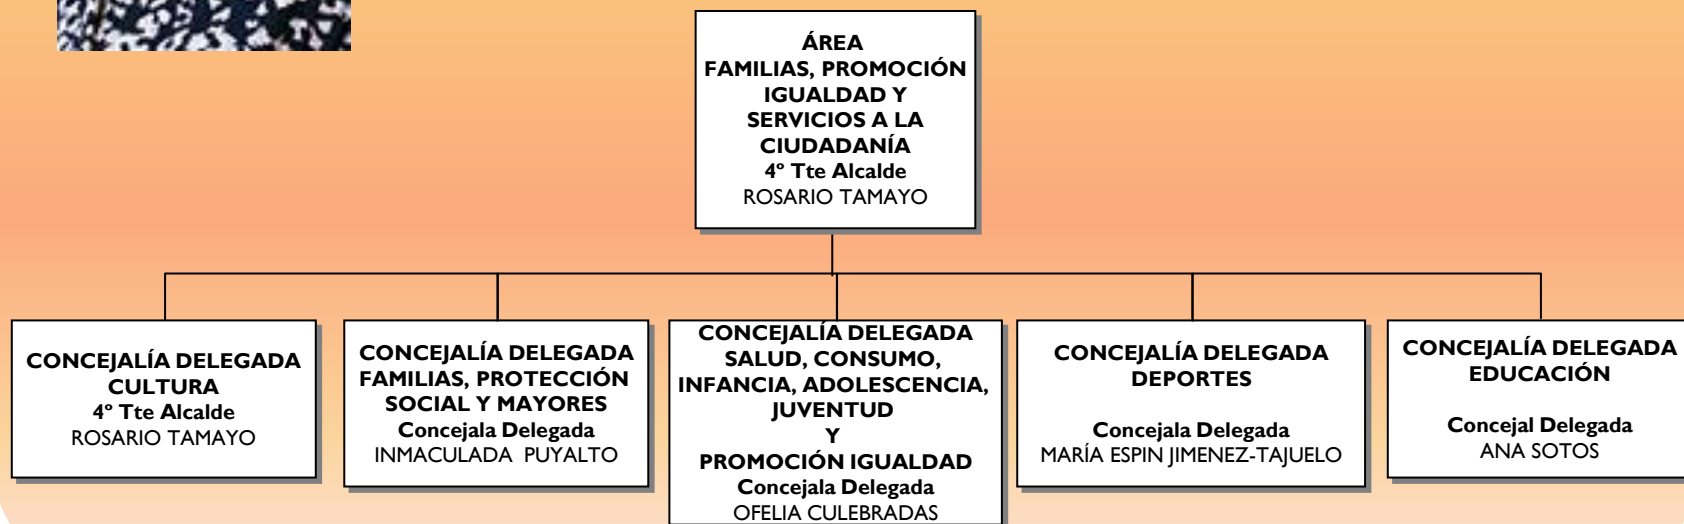 ÁREA
FAMILIAS, PROMOCIÓN
IGUALDAD Y
SERVICIOS A LA
CIUDADANÍA
4º Tte Alcalde
ROSARIO TAMAYO
CONCEJALÍA DELEGADA
CULTURA
4º Tte Alcalde
ROSARIO TAMAYO
CONCEJALÍA DELEGADA
FAMILIAS, PROTECCIÓN
SOCIAL Y MAYORES
Concejala Delegada
INMACULADA PUYALTO
CONCEJALÍA DELEGADA
SALUD, CONSUMO,
INFANCIA, ADOLESCENCIA,
JUVENTUD
Y
PROMOCIÓN IGUALDAD
Concejala Delegada
OFELIA CULEBRADAS
CONCEJALÍA DELEGADA
DEPORTES
Concejala Delegada
MARÍA ESPIN JIMENEZ-TAJUELO
CONCEJALÍA DELEGADA
EDUCACIÓN
Concejal Delegada
ANA SOTOS